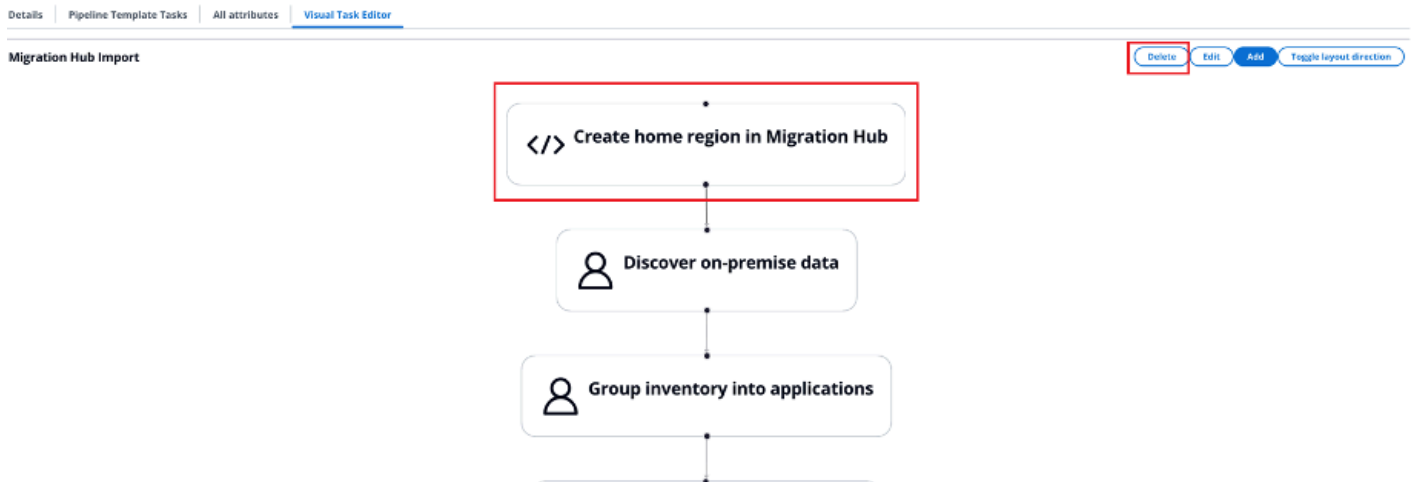 Details Pipeline Template Tasks All attributes Visual Task Editor
Migration Hub Import Delete Edit Add Toggle layout direction
</> Create home region in Migration Hub
Discover on-premise data
Group inventory into applications